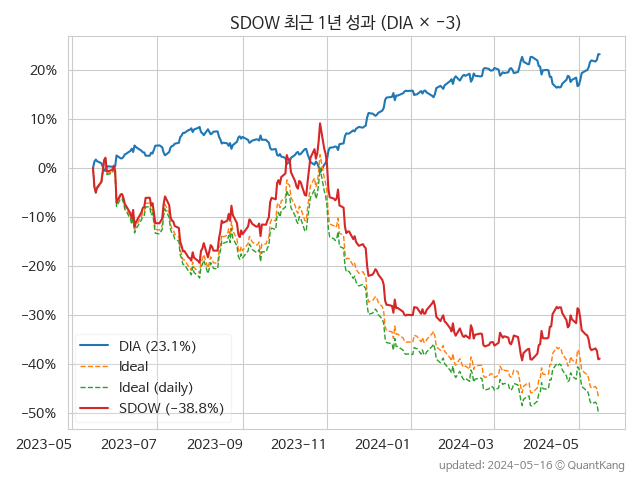 SDOW 최근 1년 성과 (DIA × −3)
20%
10%
0%
−10%
−20%
−30%
−40%
−50%
DIA (23.1%)
Ideal
Ideal (daily)
SDOW (−38.8%)
2023-05 2023-07 2023-09 2023-11 2024-01 2024-03 2024-05
updated: 2024-05-16 © QuantKang